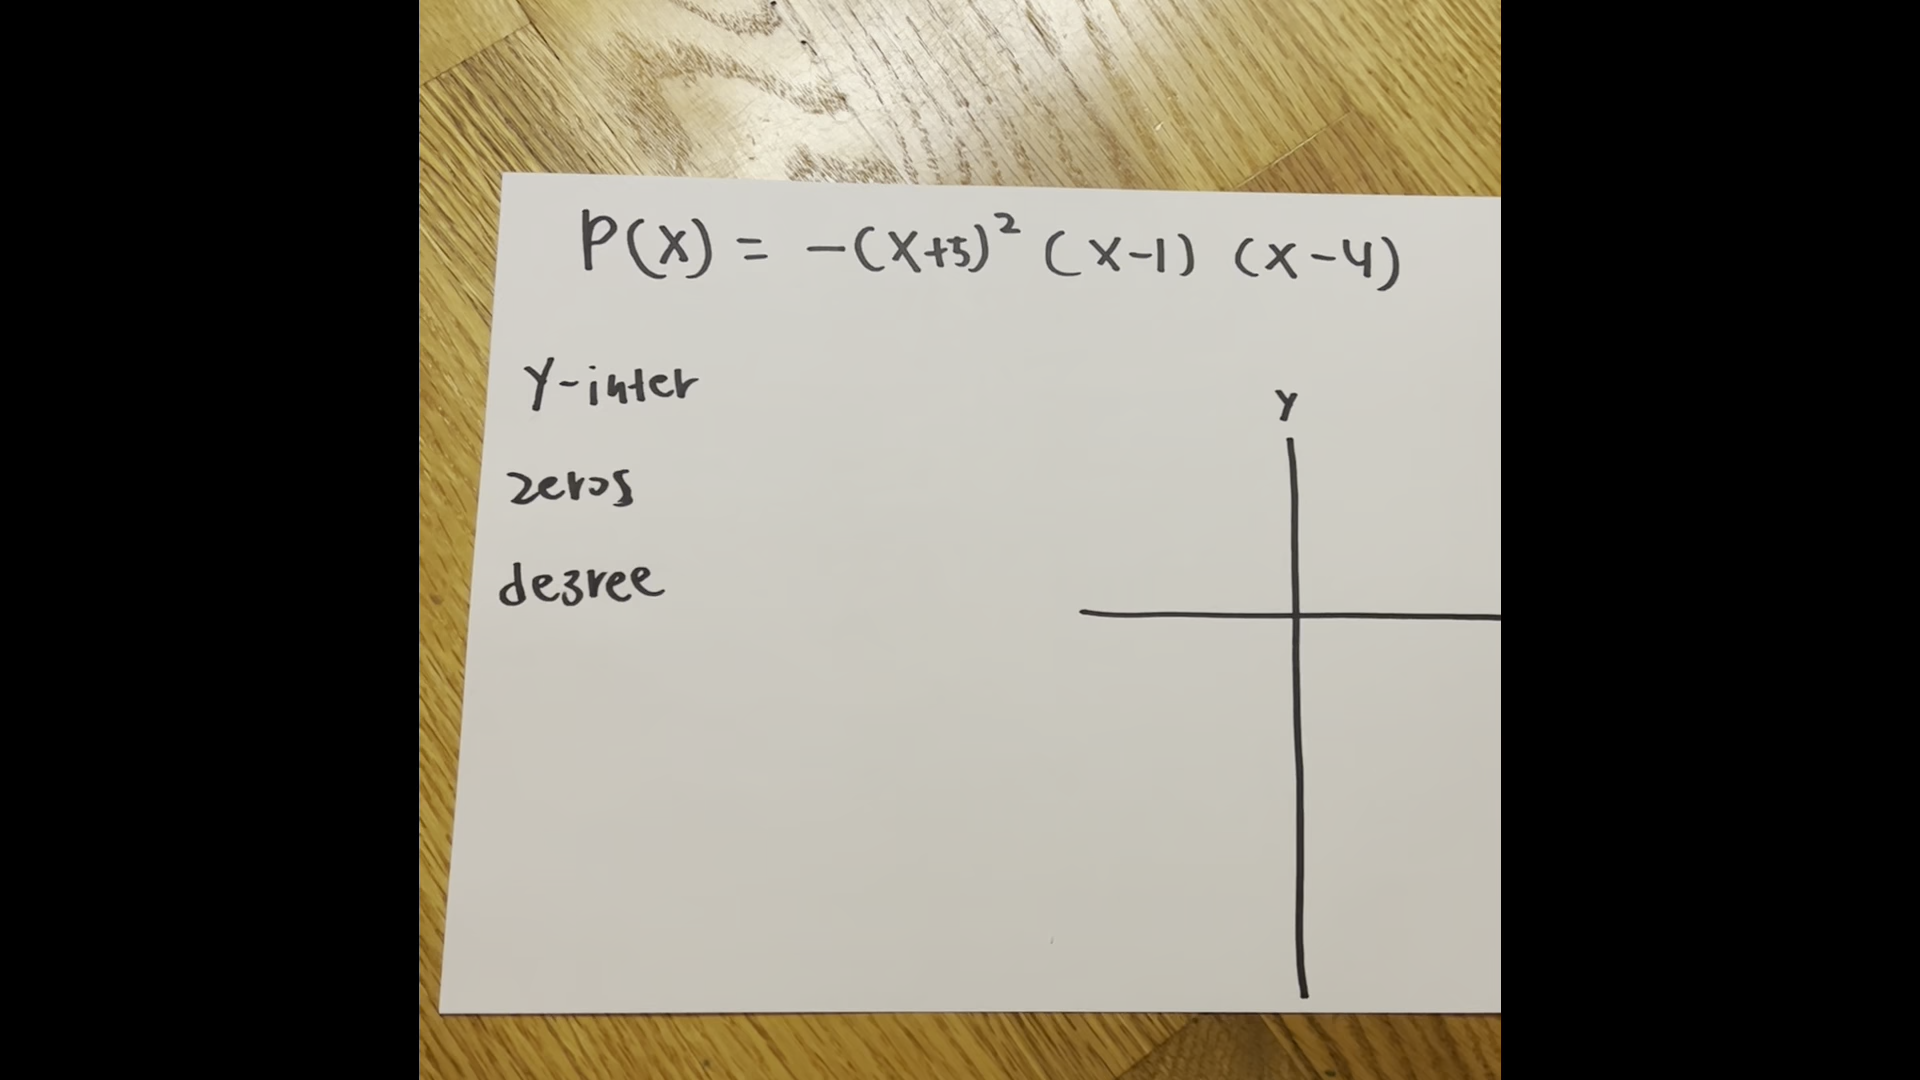 P(x) = -(x+5)² (x-1) (x-4)
Y-inter
Y
zeros
degree